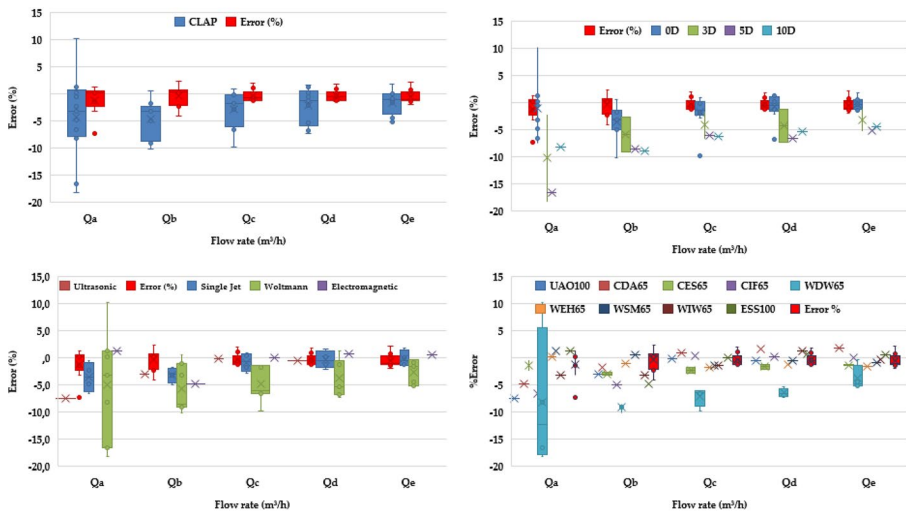 CLAP Error (%)
15
10
5
0
-5
-10
-15
-20
Error (%)
Qa Qb Qc Qd Qe
Flow rate (m³/h)
Error (%) 0D 3D 5D 10D
15
10
5
0
-5
-10
-15
-20
Error (%)
Qa Qb Qc Qd Qe
Flow rate (m³/h)
Ultrasonic Error (%) Single Jet Woltmann Electromagnetic
15,0
10,0
5,0
,0
-5,0
-10,0
-15,0
-20,0
Error (%)
Qa Qb Qc Qd Qe
Flow rate (m³/h)
UAO100 CDA65 CES65 CIF65 WDW65
WEH65 WSM65 WIW65 ESS100 Error %
15
10
5
0
-5
-10
-15
-20
%Error
Qa Qb Qc Qd Qe
Flow rate (m³/h)